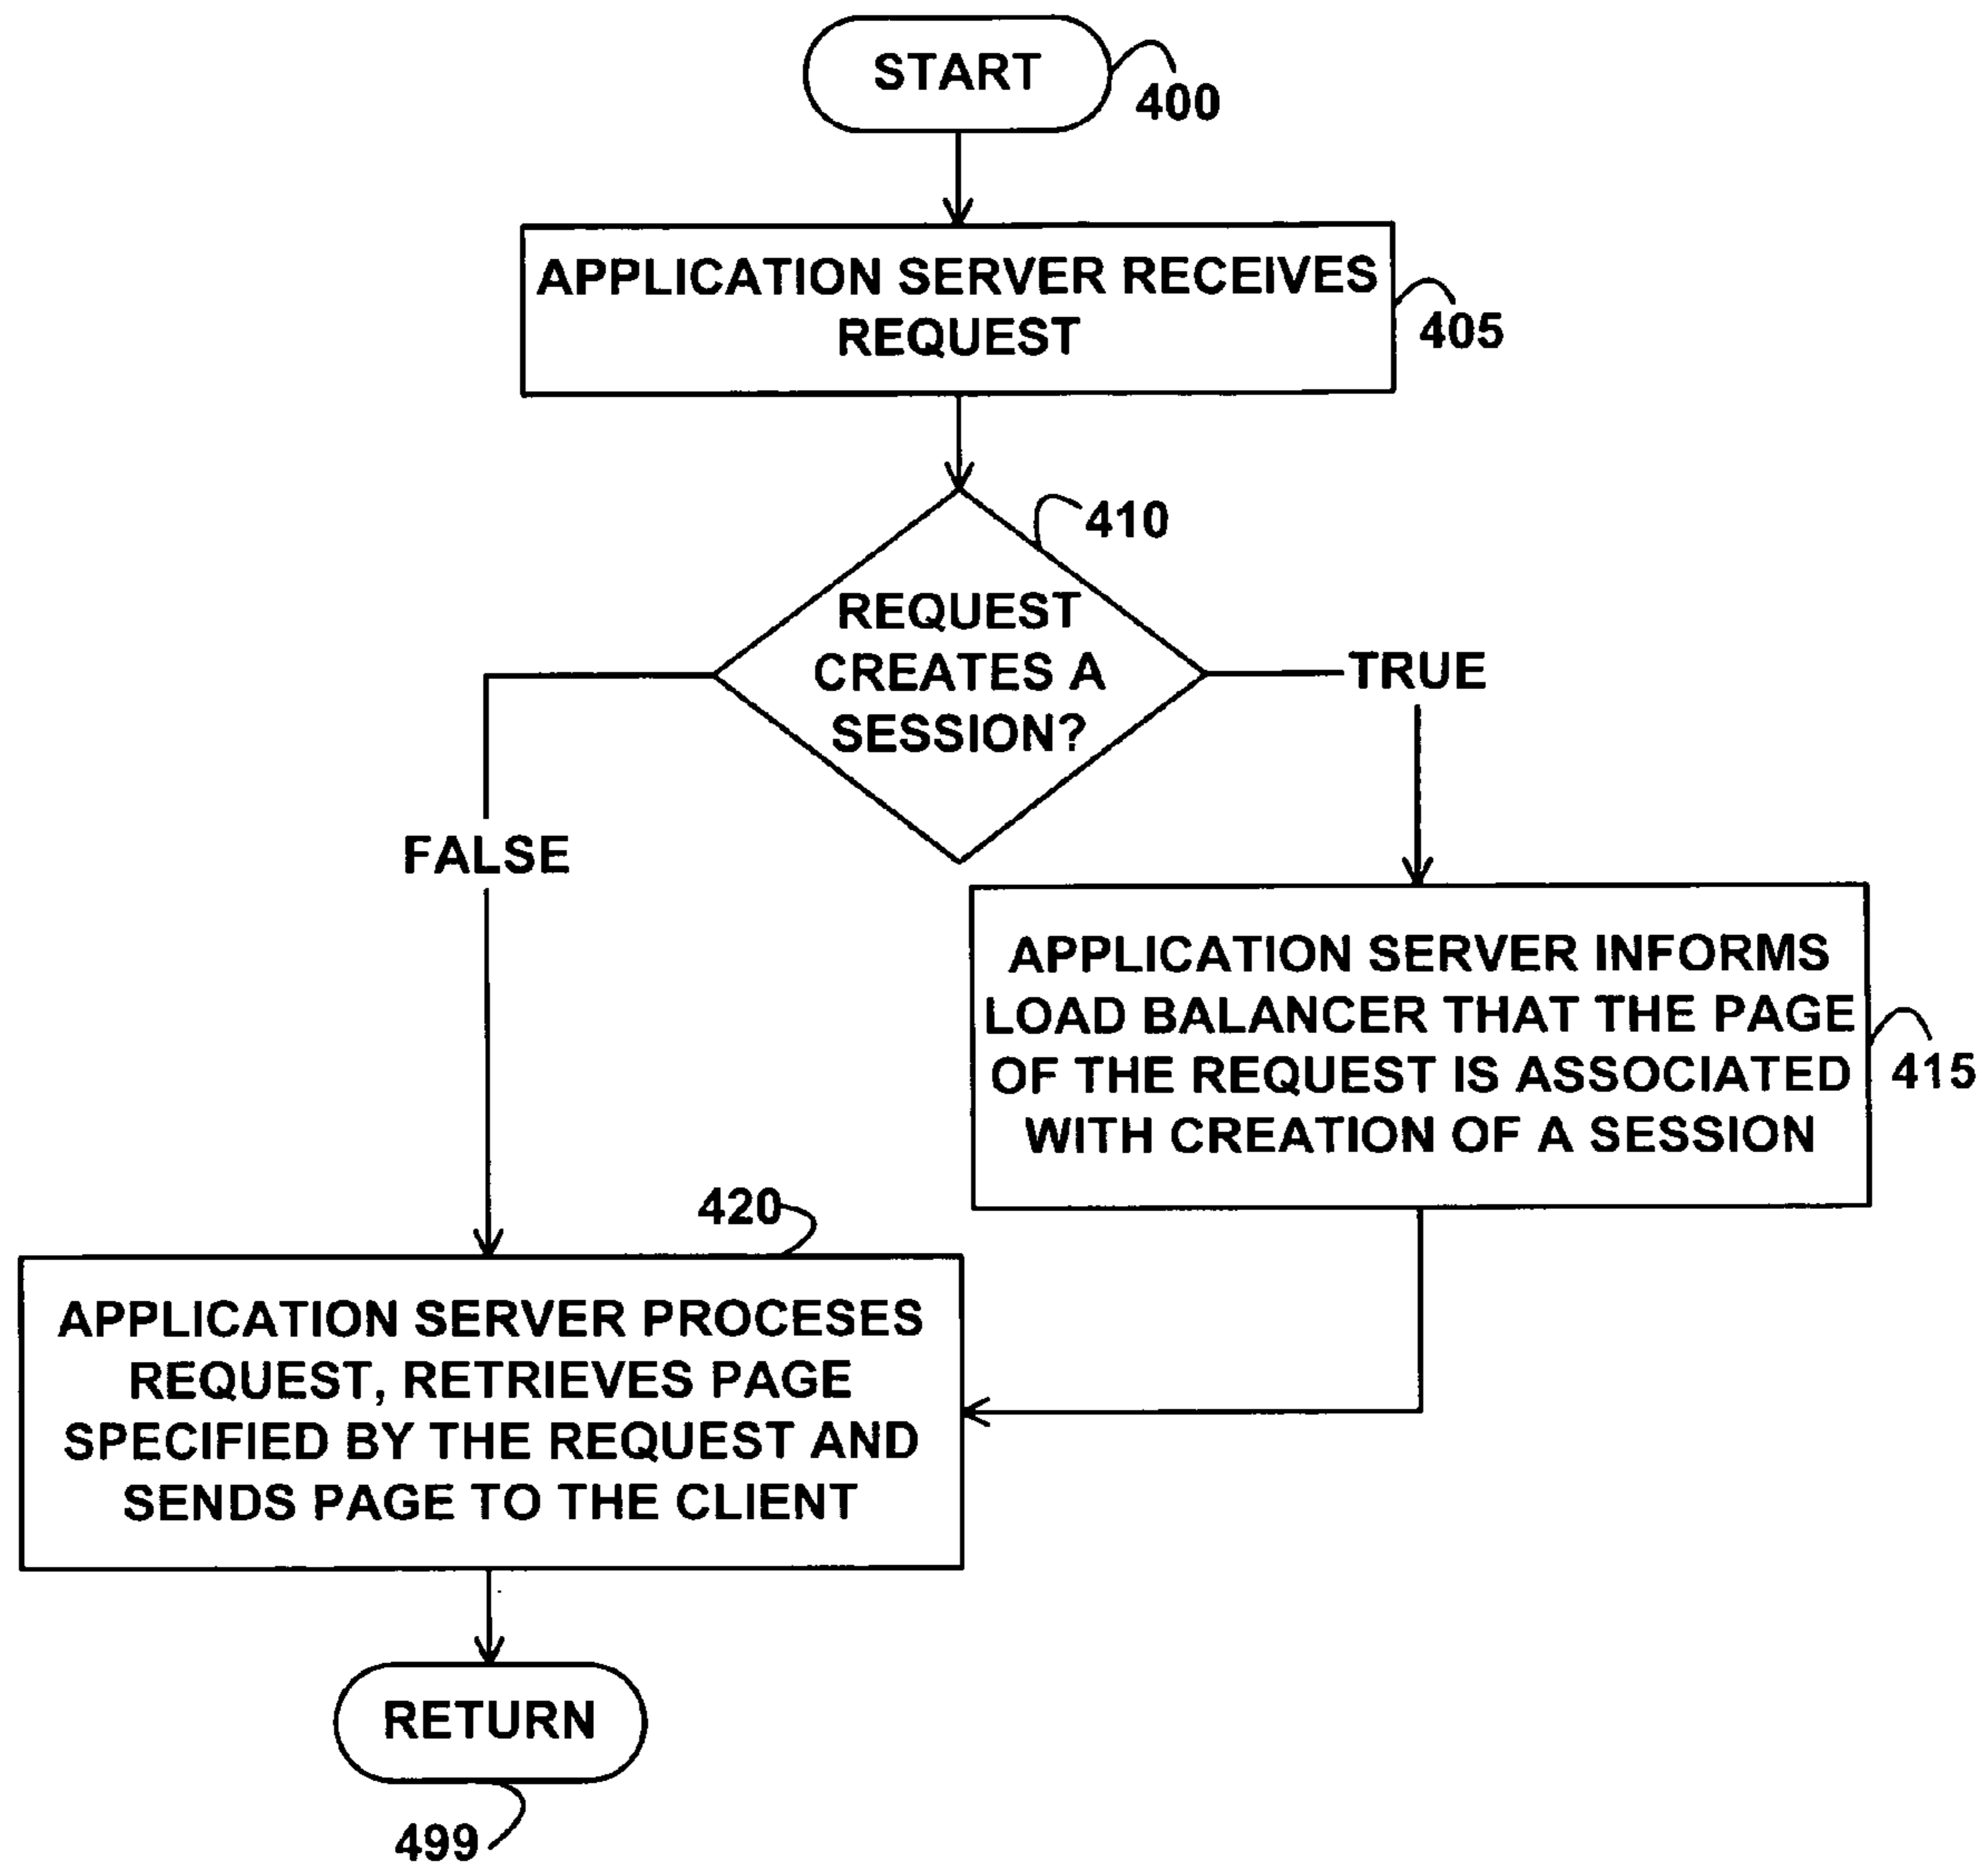 START
400
APPLICATION SERVER RECEIVES
REQUEST
405
410
REQUEST
CREATES A
SESSION?
TRUE
FALSE
APPLICATION SERVER INFORMS
LOAD BALANCER THAT THE PAGE
OF THE REQUEST IS ASSOCIATED
WITH CREATION OF A SESSION
415
420
APPLICATION SERVER PROCESES
REQUEST, RETRIEVES PAGE
SPECIFIED BY THE REQUEST AND
SENDS PAGE TO THE CLIENT
RETURN
499